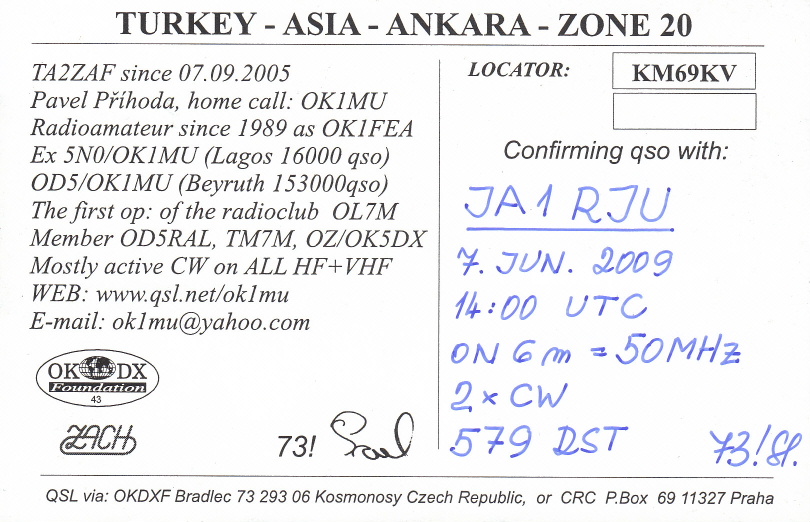 TURKEY - ASIA - ANKARA - ZONE 20
TA2ZAF since 07.09.2005
Pavel Příhoda, home call: OK1MU
Radioamateur since 1989 as OK1FEA
Ex 5N0/OK1MU (Lagos 16000 qso)
OD5/OK1MU (Beyruth 153000qso)
The first op: of the radioclub OL7M
Member OD5RAL, TM7M, OZ/OK5DX
Mostly active CW on ALL HF+VHF
WEB: www.qsl.net/ok1mu
E-mail: ok1mu@yahoo.com
OK DX
Foundation
43
ZACH
73!
LOCATOR: KM69KV
Confirming qso with:
JA1RJU
7. JUN. 2009
14:00 UTC
ON 6m = 50MHz
2x CW
579 RST
73!
QSL via: OKDXF Bradlec 73 293 06 Kosmonosy Czech Republic, or CRC P.Box 69 11327 Praha